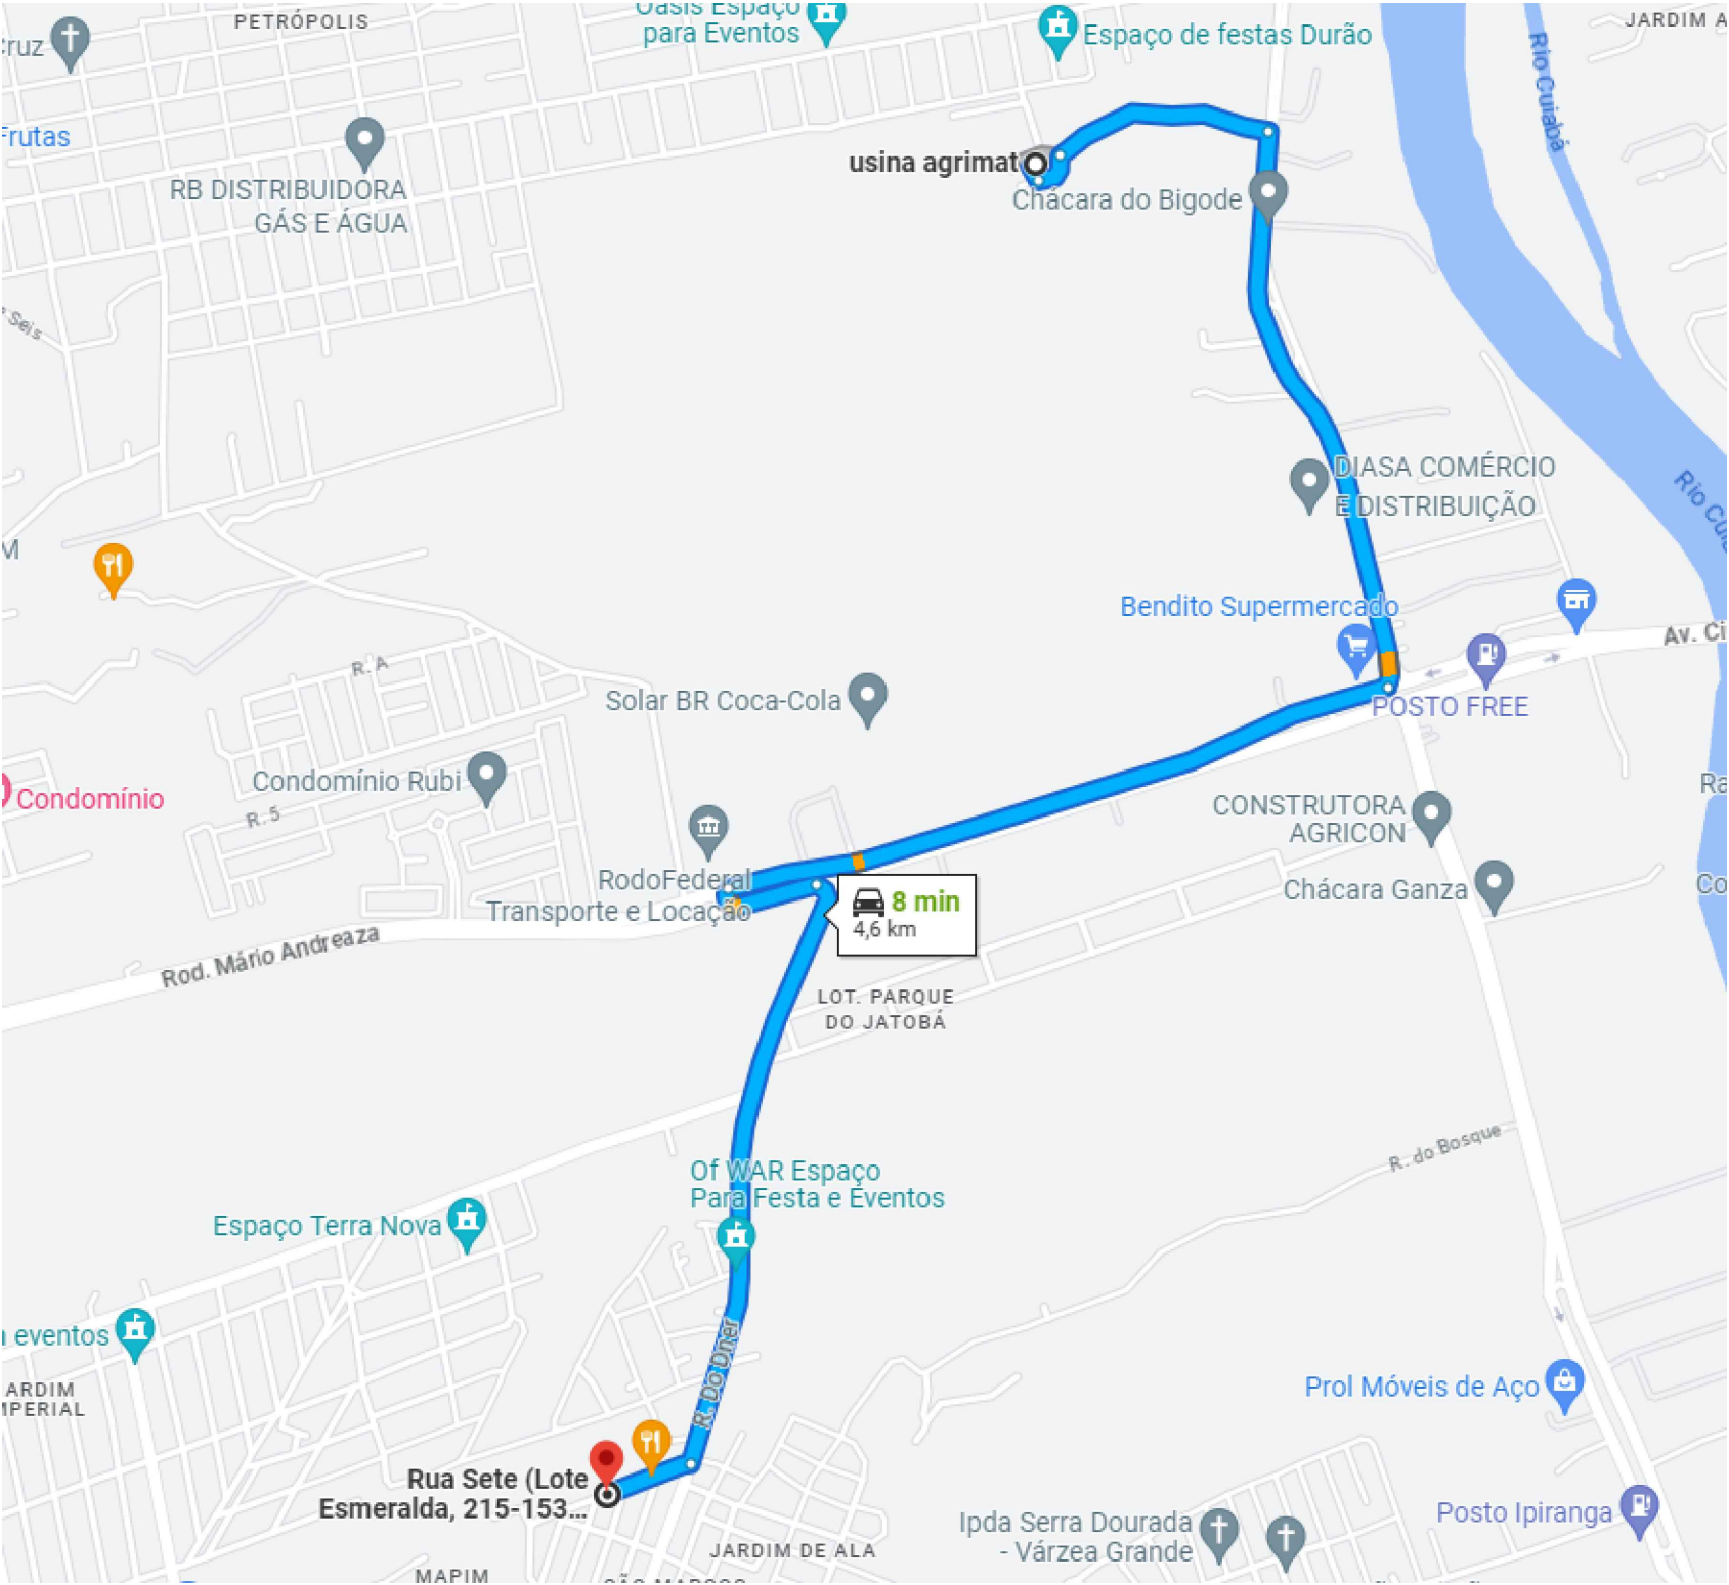 PETRÓPOLIS
Oasis Espaço
para Eventos
Espaço de festas Durão
JARDIM A
Cruz
Rio Cuiabá
Frutas
RB DISTRIBUIDORA
GÁS E ÁGUA
usina agrimat
Chácara do Bigode
Seis
DIASA COMÉRCIO
E DISTRIBUIÇÃO
Rio Cuia
M
Bendito Supermercado
Av. Ci
R. A
Solar BR Coca-Cola
POSTO FREE
Condomínio Rubi
Condomínio
R. 5
CONSTRUTORA
AGRICON
Ra
RodoFederal
Transporte e Locação
8 min
4,6 km
Chácara Ganza
Co
Rod. Mário Andreaza
LOT. PARQUE
DO JATOBÁ
R. do Bosque
Of WAR Espaço
Para Festa e Eventos
Espaço Terra Nova
eventos
R. Do Dner
ARDIM
MPERIAL
Prol Móveis de Aço
Rua Sete (Lote
Esmeralda, 215-153...
Ipda Serra Dourada
- Várzea Grande
Posto Ipiranga
JARDIM DE ALA
MAPIM
SÃO MARCOS